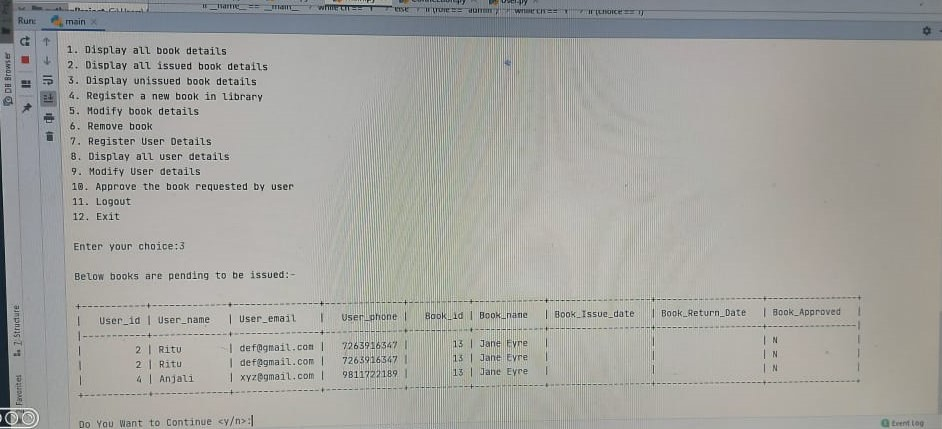 Run: main
1. Display all book details
2. Display all issued book details
3. Display unissued book details
4. Register a new book in library
5. Modify book details
6. Remove book
7. Register User Details
8. Display all user details
9. Modify User details
10. Approve the book requested by user
11. Logout
12. Exit
Enter your choice:3
Below books are pending to be issued:-
| User_id | User_name | User_email | User_phone | Book_id | Book_name | Book_Issue_date | Book_Return_Date | Book_Approved |
| 2 | Ritu | def@gmail.com | 7263916347 | 13 | Jane Eyre | | | N |
| 2 | Ritu | def@gmail.com | 7263916347 | 13 | Jane Eyre | | | N |
| 4 | Anjali | xyz@gmail.com | 9811722189 | 13 | Jane Eyre | | | N |
Do You Want to Continue <y/n>:
DB Browser
7: Structure
Favorites
Event Log